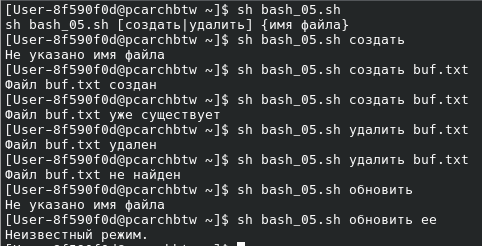 [User-8f590f0d@pcarchbtw ~]$ sh bash_05.sh
sh bash_05.sh [создать|удалить] {имя файла}
[User-8f590f0d@pcarchbtw ~]$ sh bash_05.sh создать
Не указано имя файла
[User-8f590f0d@pcarchbtw ~]$ sh bash_05.sh создать buf.txt
Файл buf.txt создан
[User-8f590f0d@pcarchbtw ~]$ sh bash_05.sh создать buf.txt
Файл buf.txt уже существует
[User-8f590f0d@pcarchbtw ~]$ sh bash_05.sh удалить buf.txt
Файл buf.txt удален
[User-8f590f0d@pcarchbtw ~]$ sh bash_05.sh удалить buf.txt
Файл buf.txt не найден
[User-8f590f0d@pcarchbtw ~]$ sh bash_05.sh обновить
Не указано имя файла
[User-8f590f0d@pcarchbtw ~]$ sh bash_05.sh обновить ее
Неизвестный режим.
[User-8f590f0d@pcarchbtw ~]$